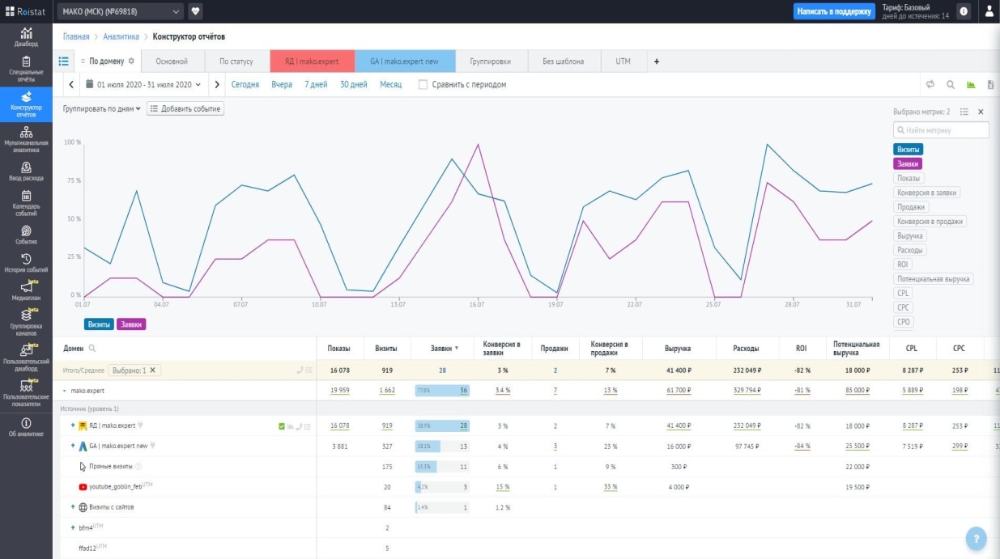 Roistat
МАКО (МСК) (№69818)
Написать в поддержку
Тариф: Базовый
дней до истечения: 14
Дашборд
Специальные
отчёты
Конструктор
отчётов
Мультиканальная
аналитика
Ввод расхода
Календарь
событий
События
История событий
beta
Медиаплан
beta
Группировка
каналов
beta
Пользовательский
дашборд
beta
Пользовательские
показатели
Об аналитике
Главная > Аналитика > Конструктор отчётов
По домену
Основной
По статусу
ЯД | mako.expert
GA | mako.expert new
Группировки
Без шаблона
UTM
+
01 июля 2020 - 31 июля 2020
Сегодня Вчера 7 дней 30 дней Месяц
Сравнить с периодом
Группировать по дням
Добавить событие
100 %
75 %
50 %
25 %
0 %
01.07 04.07 07.07 10.07 13.07 16.07 19.07 22.07 25.07 28.07 31.07
Визиты Заявки
Выбрано метрик: 2
Найти метрику
Визиты
Заявки
Показы
Конверсия в заявки
Продажи
Конверсия в продажи
Выручка
Расходы
ROI
Потенциальная выручка
CPL
CPC
CPO
Домен Показы Визиты Заявки Конверсия в заявки Продажи Конверсия в продажи Выручка Расходы ROI Потенциальная выручка CPL CPC
Итого/Среднее Выбрано: 1 16 078 919 28 3 % 2 7 % 41 400 ₽ 232 049 ₽ -82 % 18 000 ₽ 8 287 ₽ 253 ₽
- mako.expert 19 959 1 662 77.8% 56 3.4 % 7 13 % 61 700 ₽ 329 794 ₽ -81 % 85 000 ₽ 5 889 ₽ 198 ₽
Источник (уровень 1)
+ ЯД | mako.expert 16 078 919 38.9% 28 3 % 2 7 % 41 400 ₽ 232 049 ₽ -82 % 18 000 ₽ 8 287 ₽ 253 ₽
+ GA | mako.expert new 3 881 327 18.1% 13 4 % 3 23 % 16 000 ₽ 97 745 ₽ -84 % 25 500 ₽ 7 519 ₽ 299 ₽
Прямые визиты 175 15.3% 11 6 % 1 9 % 300 ₽ 22 000 ₽
youtube_goblin_feb UTM 20 4.2% 3 15 % 1 33 % 4 000 ₽ 19 500 ₽
+ Визиты с сайтов 84 1.4% 1 1.2 %
+ bfm4 UTM 2
ffad12 UTM 5
?